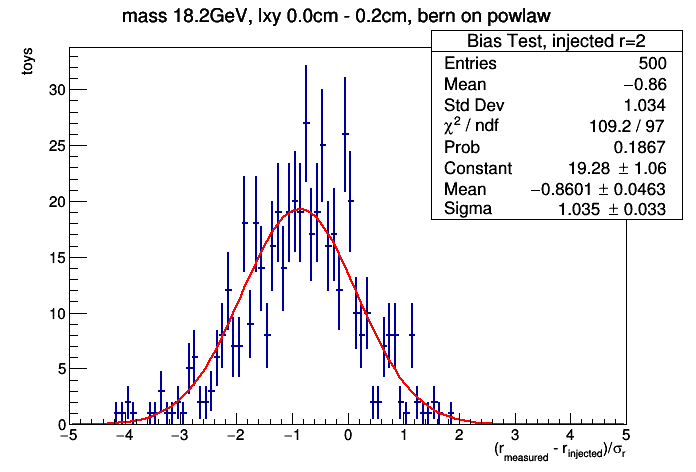 mass 18.2GeV, lxy 0.0cm - 0.2cm, bern on powlaw
toys
Bias Test, injected r=2
Entries 500
Mean −0.86
Std Dev 1.034
χ² / ndf 109.2 / 97
Prob 0.1867
Constant 19.28 ± 1.06
Mean −0.8601 ± 0.0463
Sigma 1.035 ± 0.033
30
25
20
15
10
5
0
−5 −4 −3 −2 −1 0 1 2 3 4 5
(r_measured - r_injected)/σ_r